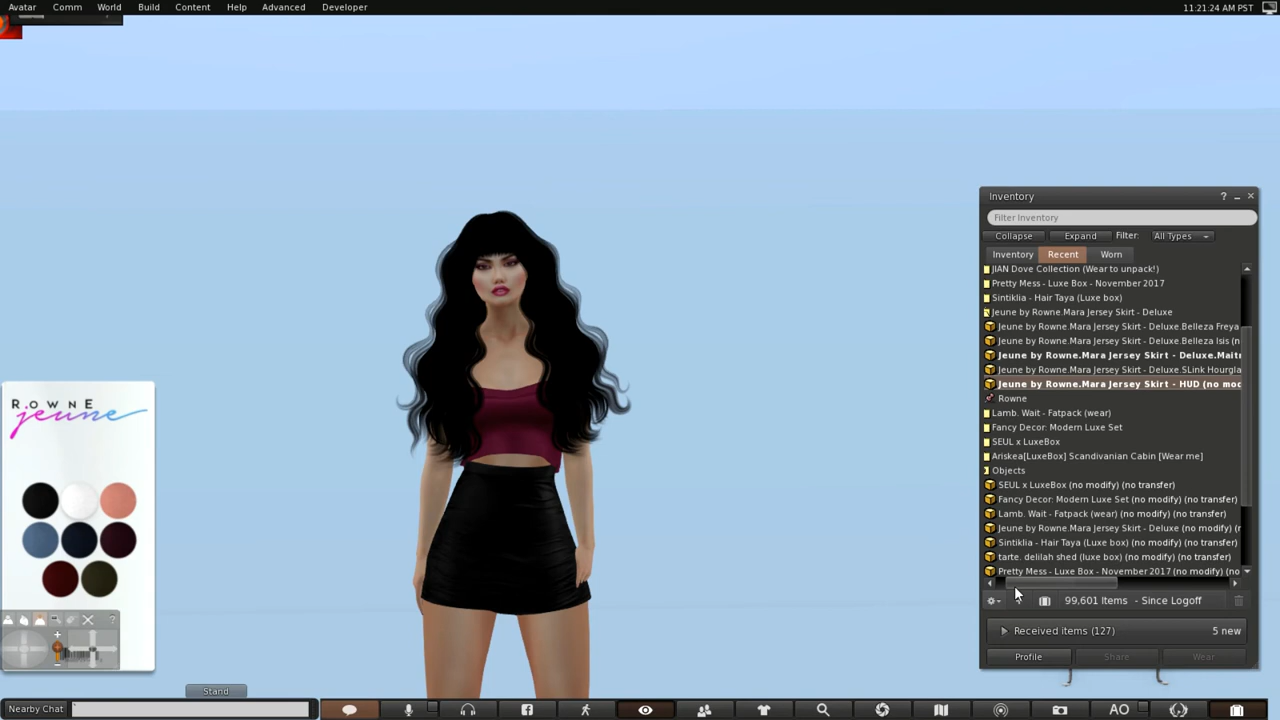 Avatar Comm World Build Content Help Advanced Developer
11:21:24 AM PST
Inventory
?
Filter Inventory
Collapse Expand Filter: All Types
Inventory Recent Worn
JIAN Dove Collection (Wear to unpack!)
Pretty Mess - Luxe Box - November 2017
Sintiklia - Hair Taya (Luxe box)
Jeune by Rowne.Mara Jersey Skirt - Deluxe
Jeune by Rowne.Mara Jersey Skirt - Deluxe.Belleza Freya
Jeune by Rowne.Mara Jersey Skirt - Deluxe.Belleza Isis (n
Jeune by Rowne.Mara Jersey Skirt - Deluxe.Maitr
Jeune by Rowne.Mara Jersey Skirt - Deluxe.SLink Hourgla
Jeune by Rowne.Mara Jersey Skirt - HUD (no mod
Rowne
Lamb. Wait - Fatpack (wear)
Fancy Decor: Modern Luxe Set
SEUL x LuxeBox
Ariskea[LuxeBox] Scandivanian Cabin [Wear me]
Objects
SEUL x LuxeBox (no modify) (no transfer)
Fancy Decor: Modern Luxe Set (no modify) (no transfer)
Lamb. Wait - Fatpack (wear) (no modify) (no transfer)
Jeune by Rowne.Mara Jersey Skirt - Deluxe (no modify) (n
Sintiklia - Hair Taya (Luxe box) (no modify) (no transfer)
tarte. delilah shed (luxe box) (no modify) (no transfer)
Pretty Mess - Luxe Box - November 2017 (no modify) (no
99,601 Items - Since Logoff
Received items (127) 5 new
Profile Share Wear
ROWNE
jeune
?
Stand
Nearby Chat
AO